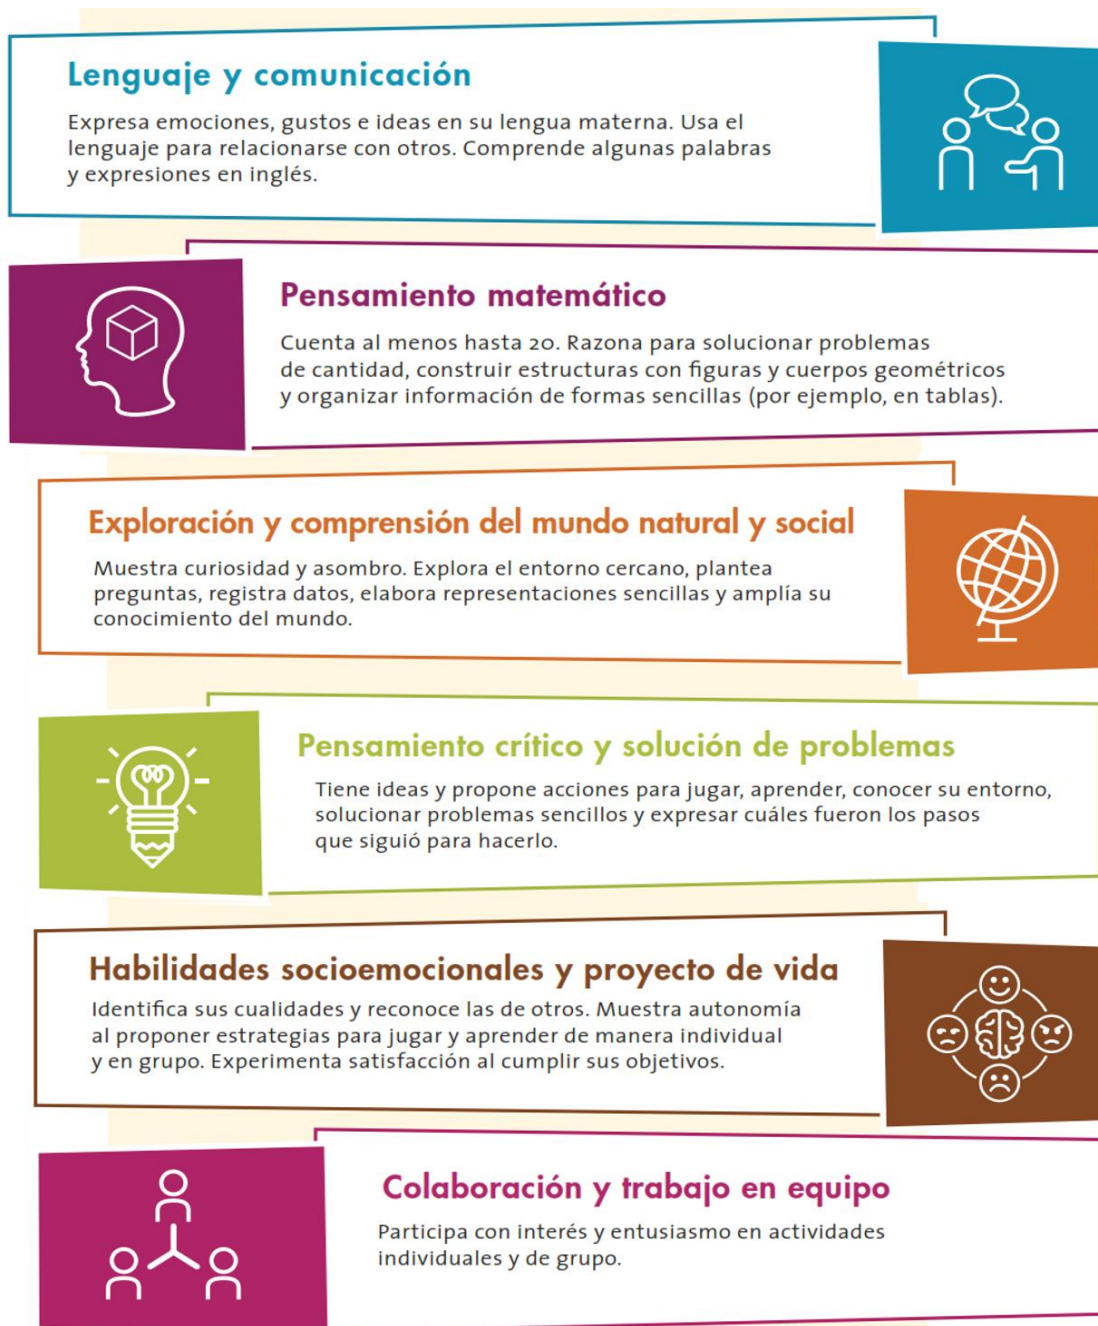 Lenguaje y comunicación
Expresa emociones, gustos e ideas en su lengua materna. Usa el
lenguaje para relacionarse con otros. Comprende algunas palabras
y expresiones en inglés.
Pensamiento matemático
Cuenta al menos hasta 20. Razona para solucionar problemas
de cantidad, construir estructuras con figuras y cuerpos geométricos
y organizar información de formas sencillas (por ejemplo, en tablas).
Exploración y comprensión del mundo natural y social
Muestra curiosidad y asombro. Explora el entorno cercano, plantea
preguntas, registra datos, elabora representaciones sencillas y amplía su
conocimiento del mundo.
Pensamiento crítico y solución de problemas
Tiene ideas y propone acciones para jugar, aprender, conocer su entorno,
solucionar problemas sencillos y expresar cuáles fueron los pasos
que siguió para hacerlo.
Habilidades socioemocionales y proyecto de vida
Identifica sus cualidades y reconoce las de otros. Muestra autonomía
al proponer estrategias para jugar y aprender de manera individual
y en grupo. Experimenta satisfacción al cumplir sus objetivos.
Colaboración y trabajo en equipo
Participa con interés y entusiasmo en actividades
individuales y de grupo.